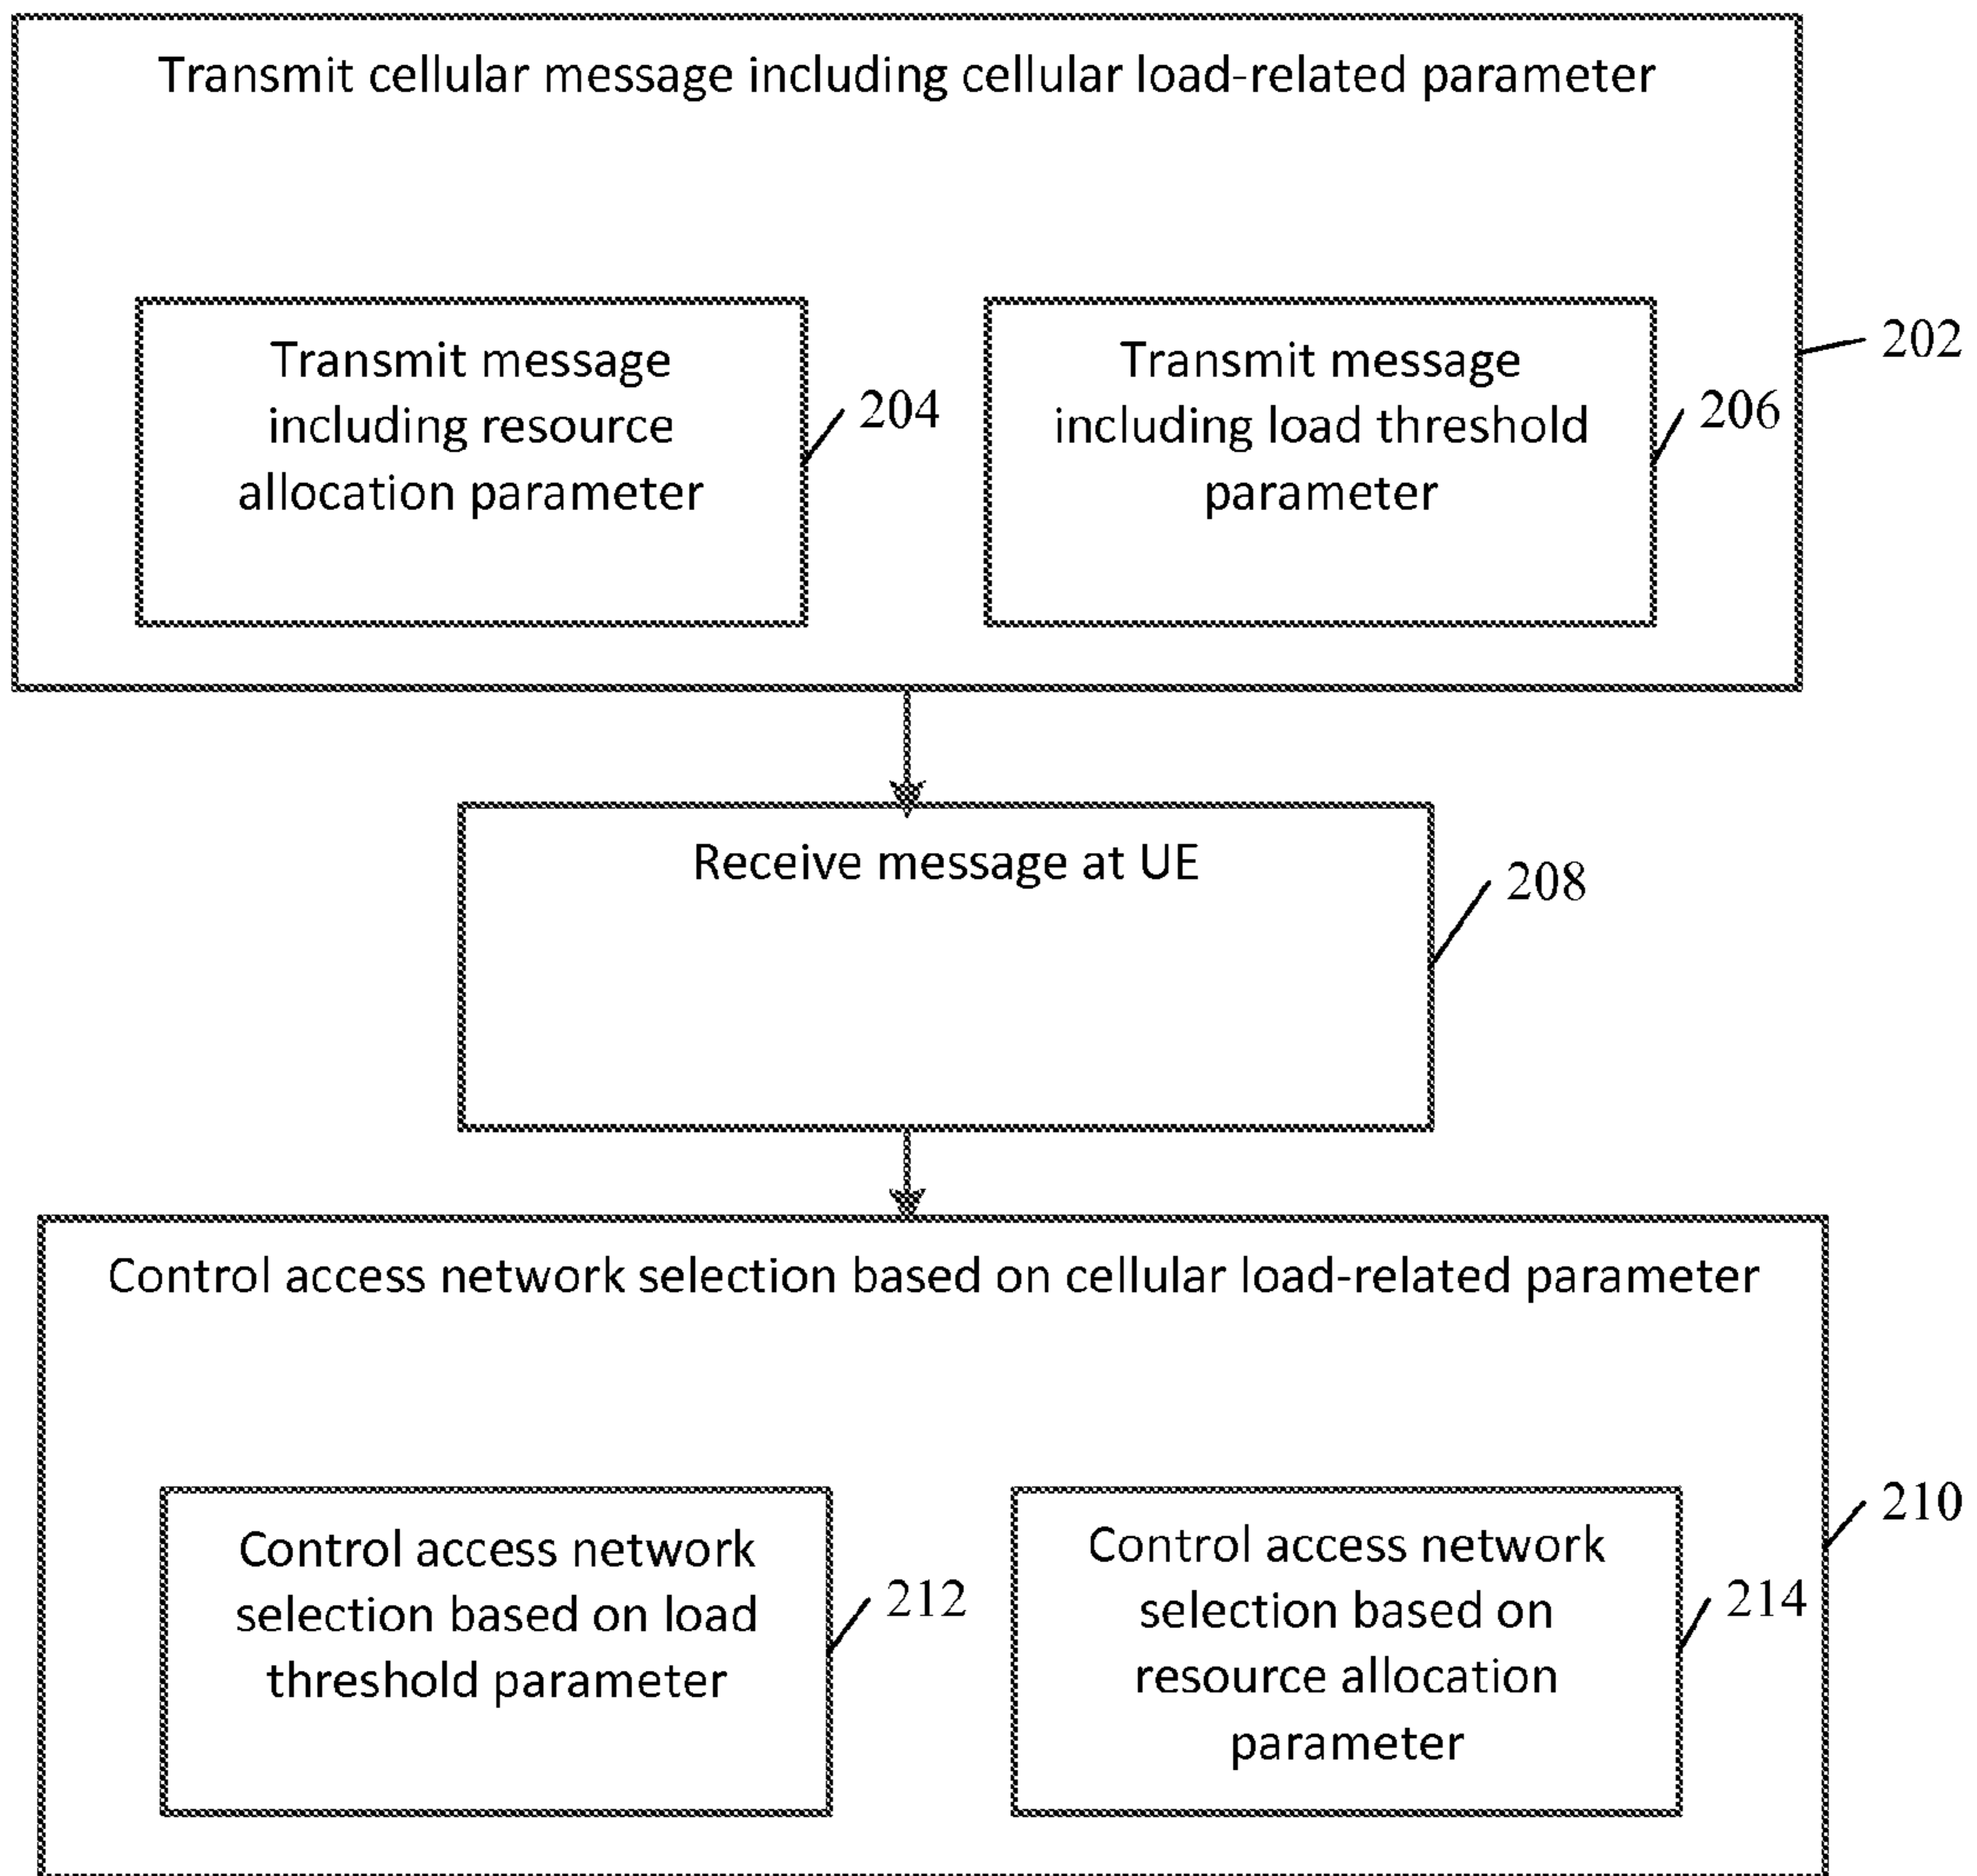 Transmit cellular message including cellular load-related parameter
Transmit message
including resource
allocation parameter
204
Transmit message
including load threshold
parameter
206
202
Receive message at UE
208
Control access network selection based on cellular load-related parameter
Control access network
selection based on load
threshold parameter
212
Control access network
selection based on
resource allocation
parameter
214
210